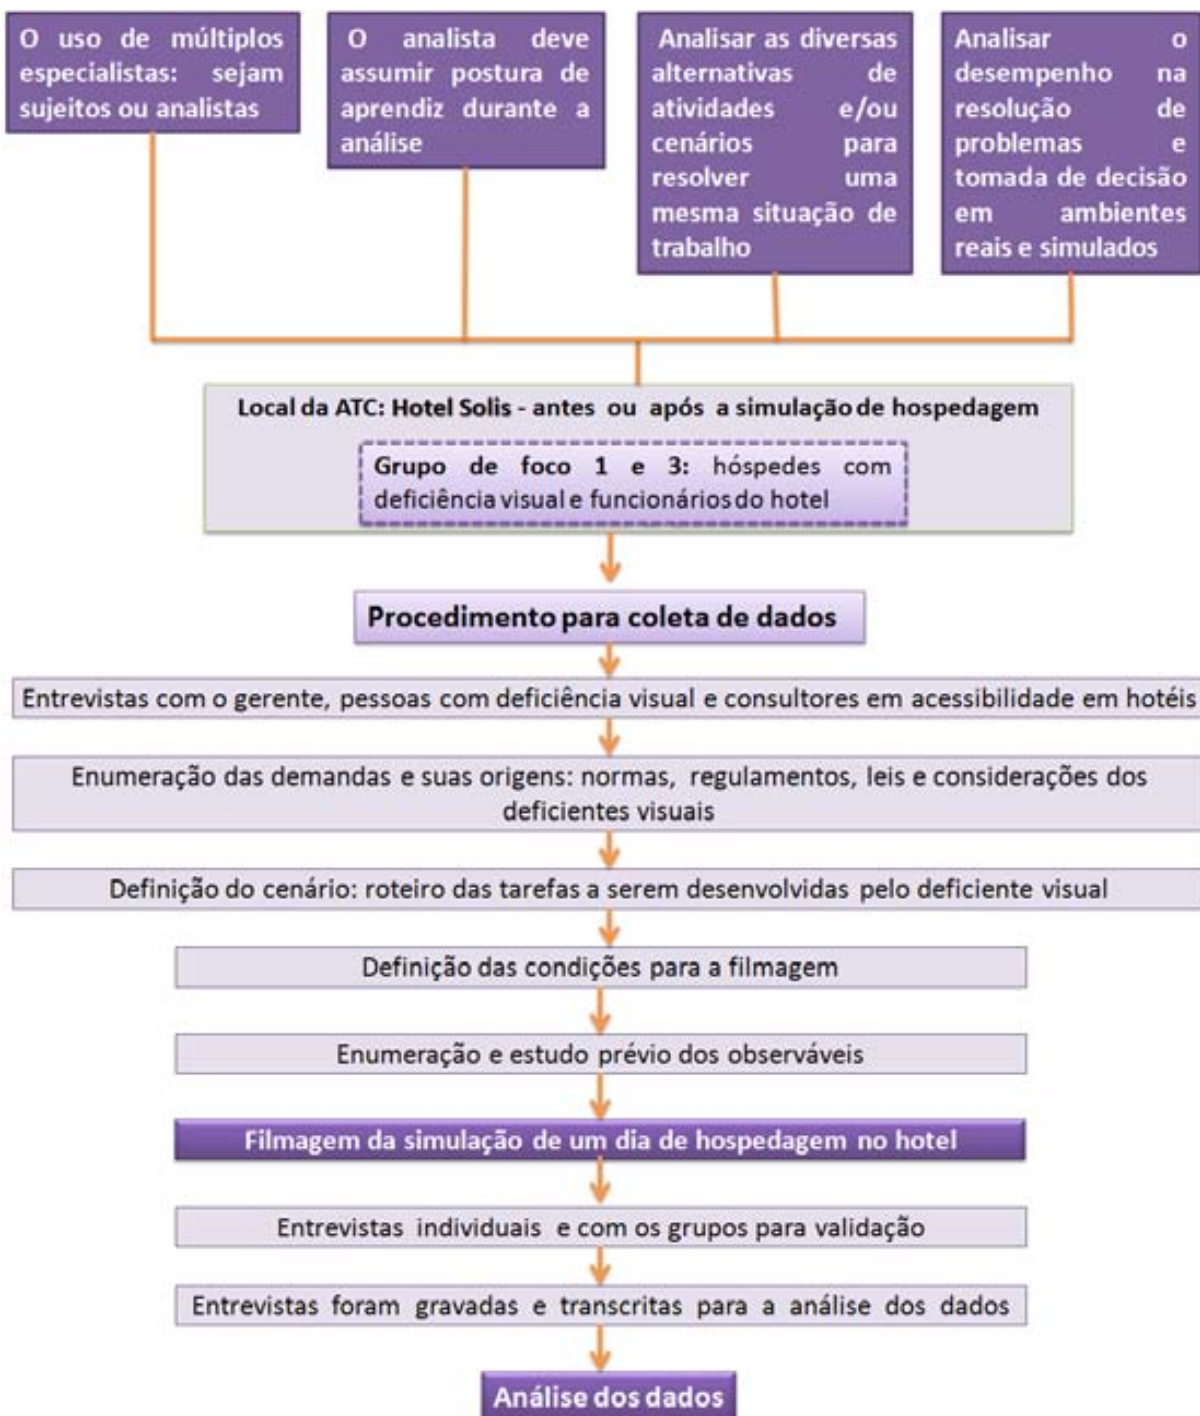 O uso de múltiplos
especialistas: sejam
sujeitos ou analistas
O analista deve
assumir postura de
aprendiz durante a
análise
Analisar as diversas
alternativas de
atividades e/ou
cenários para
resolver uma
mesma situação de
trabalho
Analisar o
desempenho na
resolução de
problemas e
tomada de decisão
em ambientes
reais e simulados
Local da ATC: Hotel Solis - antes ou após a simulação de hospedagem
Grupo de foco 1 e 3: hóspedes com
deficiência visual e funcionários do hotel
Procedimento para coleta de dados
Entrevistas com o gerente, pessoas com deficiência visual e consultores em acessibilidade em hotéis
Enumeração das demandas e suas origens: normas, regulamentos, leis e considerações dos
deficientes visuais
Definição do cenário: roteiro das tarefas a serem desenvolvidas pelo deficiente visual
Definição das condições para a filmagem
Enumeração e estudo prévio dos observáveis
Filmagem da simulação de um dia de hospedagem no hotel
Entrevistas individuais e com os grupos para validação
Entrevistas foram gravadas e transcritas para a análise dos dados
Análise dos dados